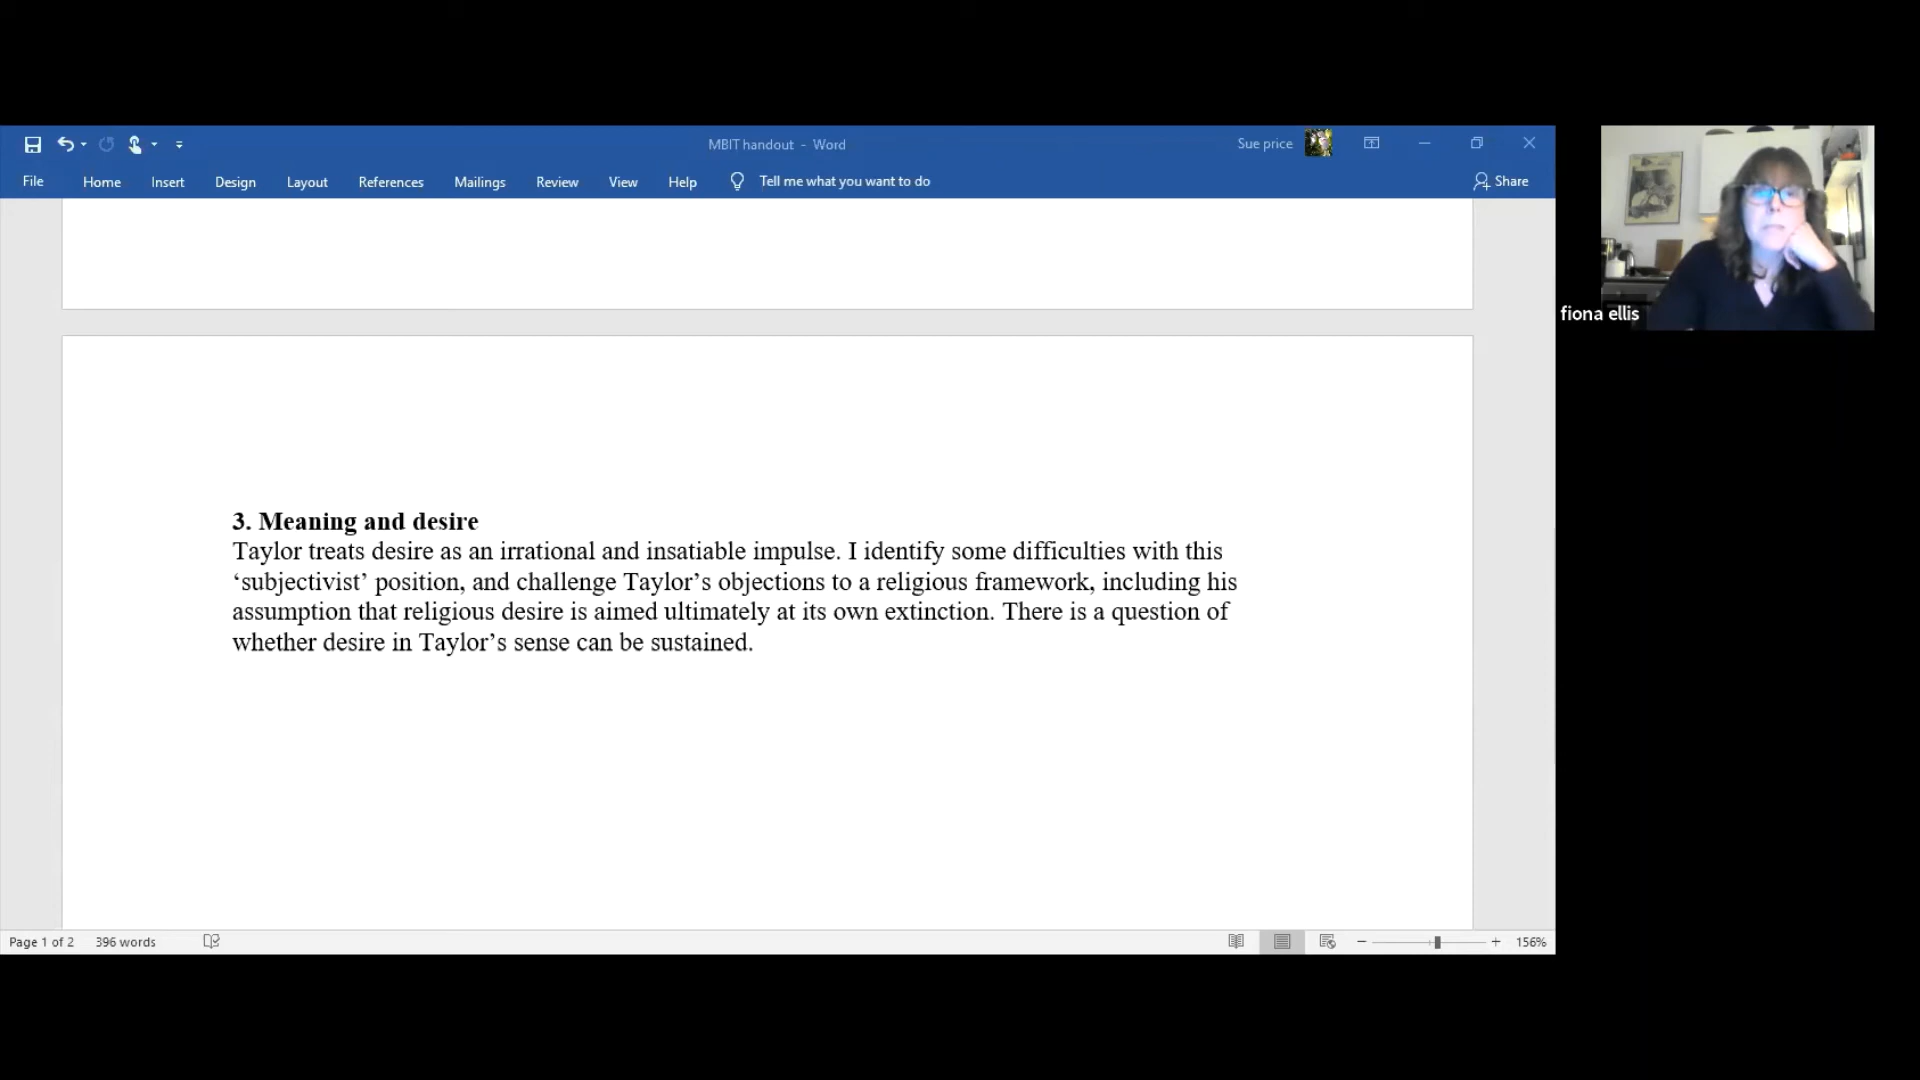 MBIT handout - Word
Sue price
File Home Insert Design Layout References Mailings Review View Help Tell me what you want to do Share
fiona ellis
3. Meaning and desire
Taylor treats desire as an irrational and insatiable impulse. I identify some difficulties with this
‘subjectivist’ position, and challenge Taylor’s objections to a religious framework, including his
assumption that religious desire is aimed ultimately at its own extinction. There is a question of
whether desire in Taylor’s sense can be sustained.
Page 1 of 2 396 words 156%